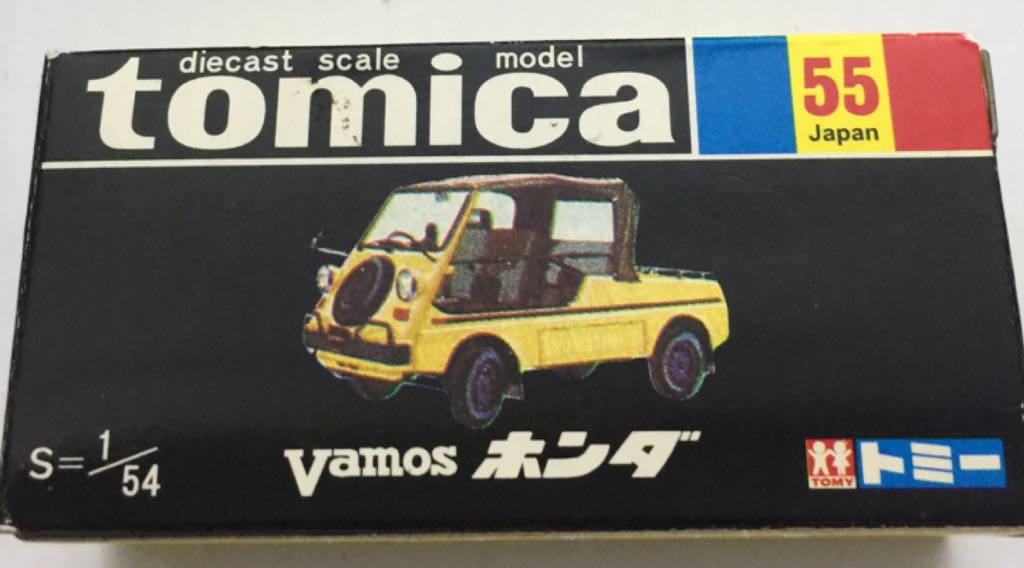 diecast scale model
tomica
55
Japan
S=1/54
Vamos ホンダ
TOMY
トミー